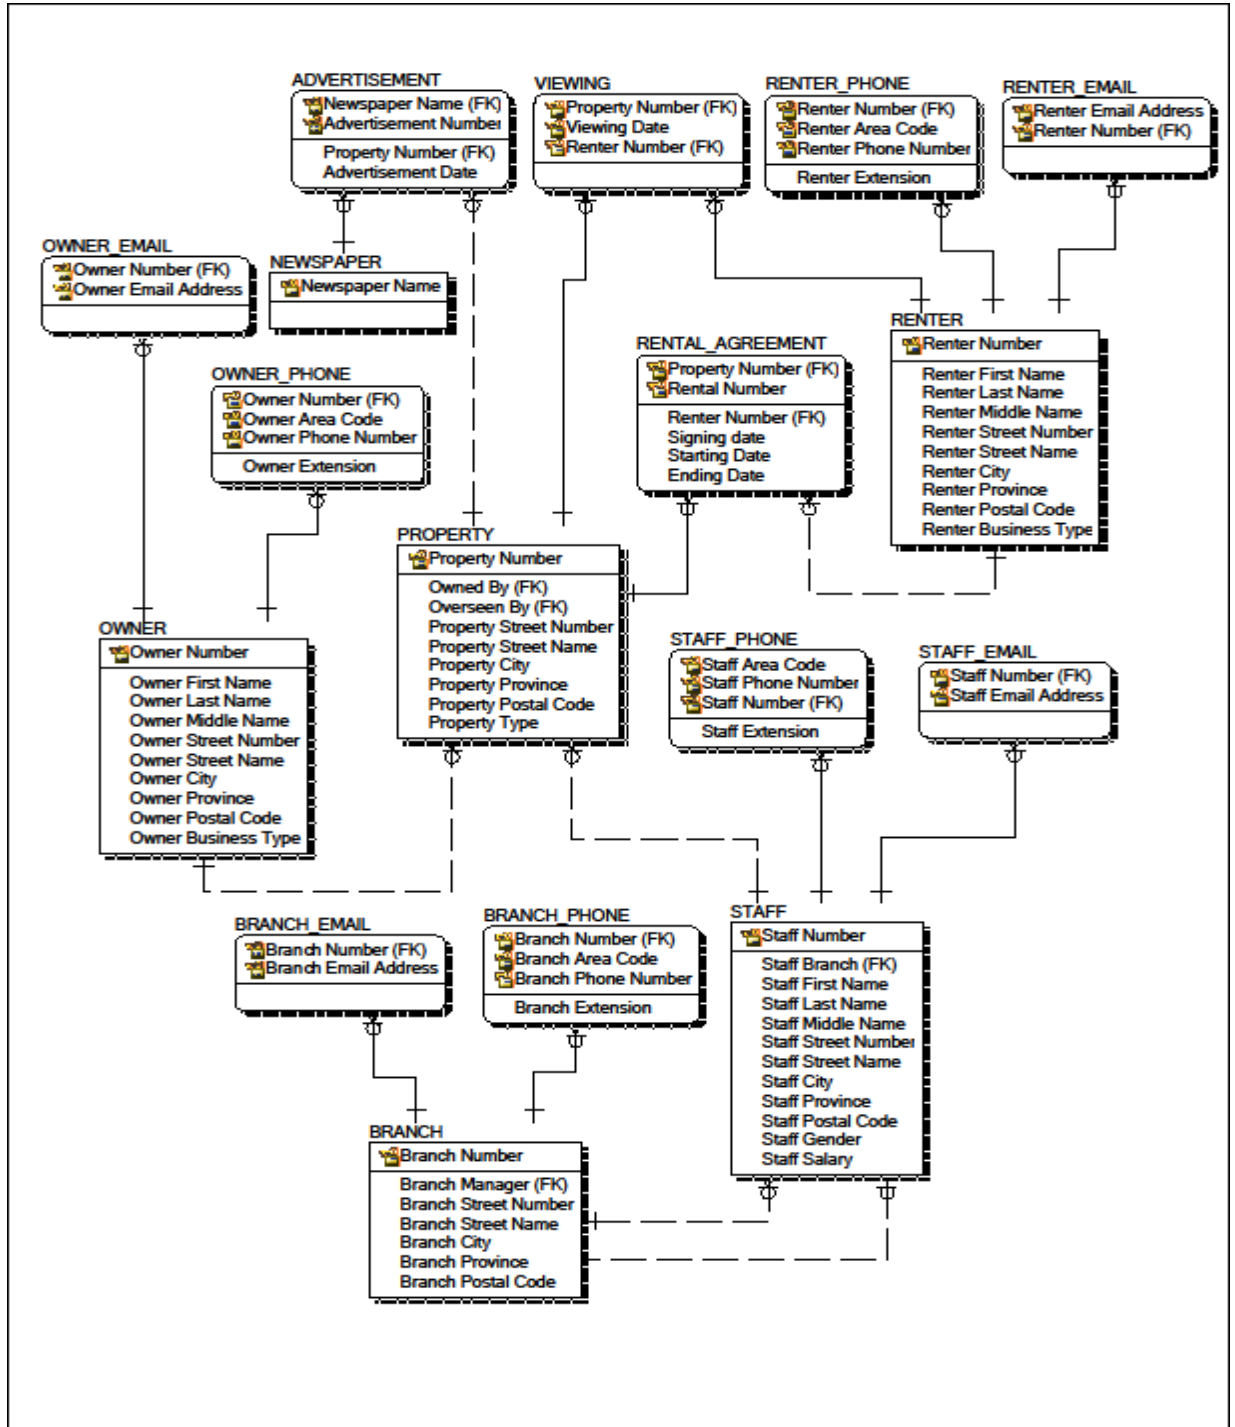 ADVERTISEMENT
Newspaper Name (FK)
Advertisement Number
Property Number (FK)
Advertisement Date
VIEWING
Property Number (FK)
Viewing Date
Renter Number (FK)
RENTER_PHONE
Renter Number (FK)
Renter Area Code
Renter Phone Number
Renter Extension
RENTER_EMAIL
Renter Email Address
Renter Number (FK)
OWNER_EMAIL
Owner Number (FK)
Owner Email Address
NEWSPAPER
Newspaper Name
OWNER_PHONE
Owner Number (FK)
Owner Area Code
Owner Phone Number
Owner Extension
RENTAL_AGREEMENT
Property Number (FK)
Rental Number
Renter Number (FK)
Signing date
Starting Date
Ending Date
RENTER
Renter Number
Renter First Name
Renter Last Name
Renter Middle Name
Renter Street Number
Renter Street Name
Renter City
Renter Province
Renter Postal Code
Renter Business Type
PROPERTY
Property Number
Owned By (FK)
Overseen By (FK)
Property Street Number
Property Street Name
Property City
Property Province
Property Postal Code
Property Type
OWNER
Owner Number
Owner First Name
Owner Last Name
Owner Middle Name
Owner Street Number
Owner Street Name
Owner City
Owner Province
Owner Postal Code
Owner Business Type
STAFF_PHONE
Staff Area Code
Staff Phone Number
Staff Number (FK)
Staff Extension
STAFF_EMAIL
Staff Number (FK)
Staff Email Address
BRANCH_EMAIL
Branch Number (FK)
Branch Email Address
BRANCH_PHONE
Branch Number (FK)
Branch Area Code
Branch Phone Number
Branch Extension
STAFF
Staff Number
Staff Branch (FK)
Staff First Name
Staff Last Name
Staff Middle Name
Staff Street Number
Staff Street Name
Staff City
Staff Province
Staff Postal Code
Staff Gender
Staff Salary
BRANCH
Branch Number
Branch Manager (FK)
Branch Street Number
Branch Street Name
Branch City
Branch Province
Branch Postal Code